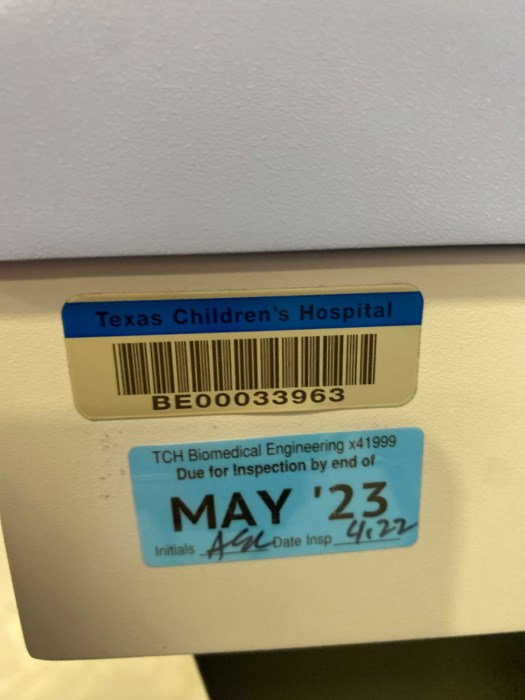 Texas Children's Hospital
BE00033963
TCH Biomedical Engineering x41999
Due for Inspection by end of
MAY '23
Initials Date Insp 4.22